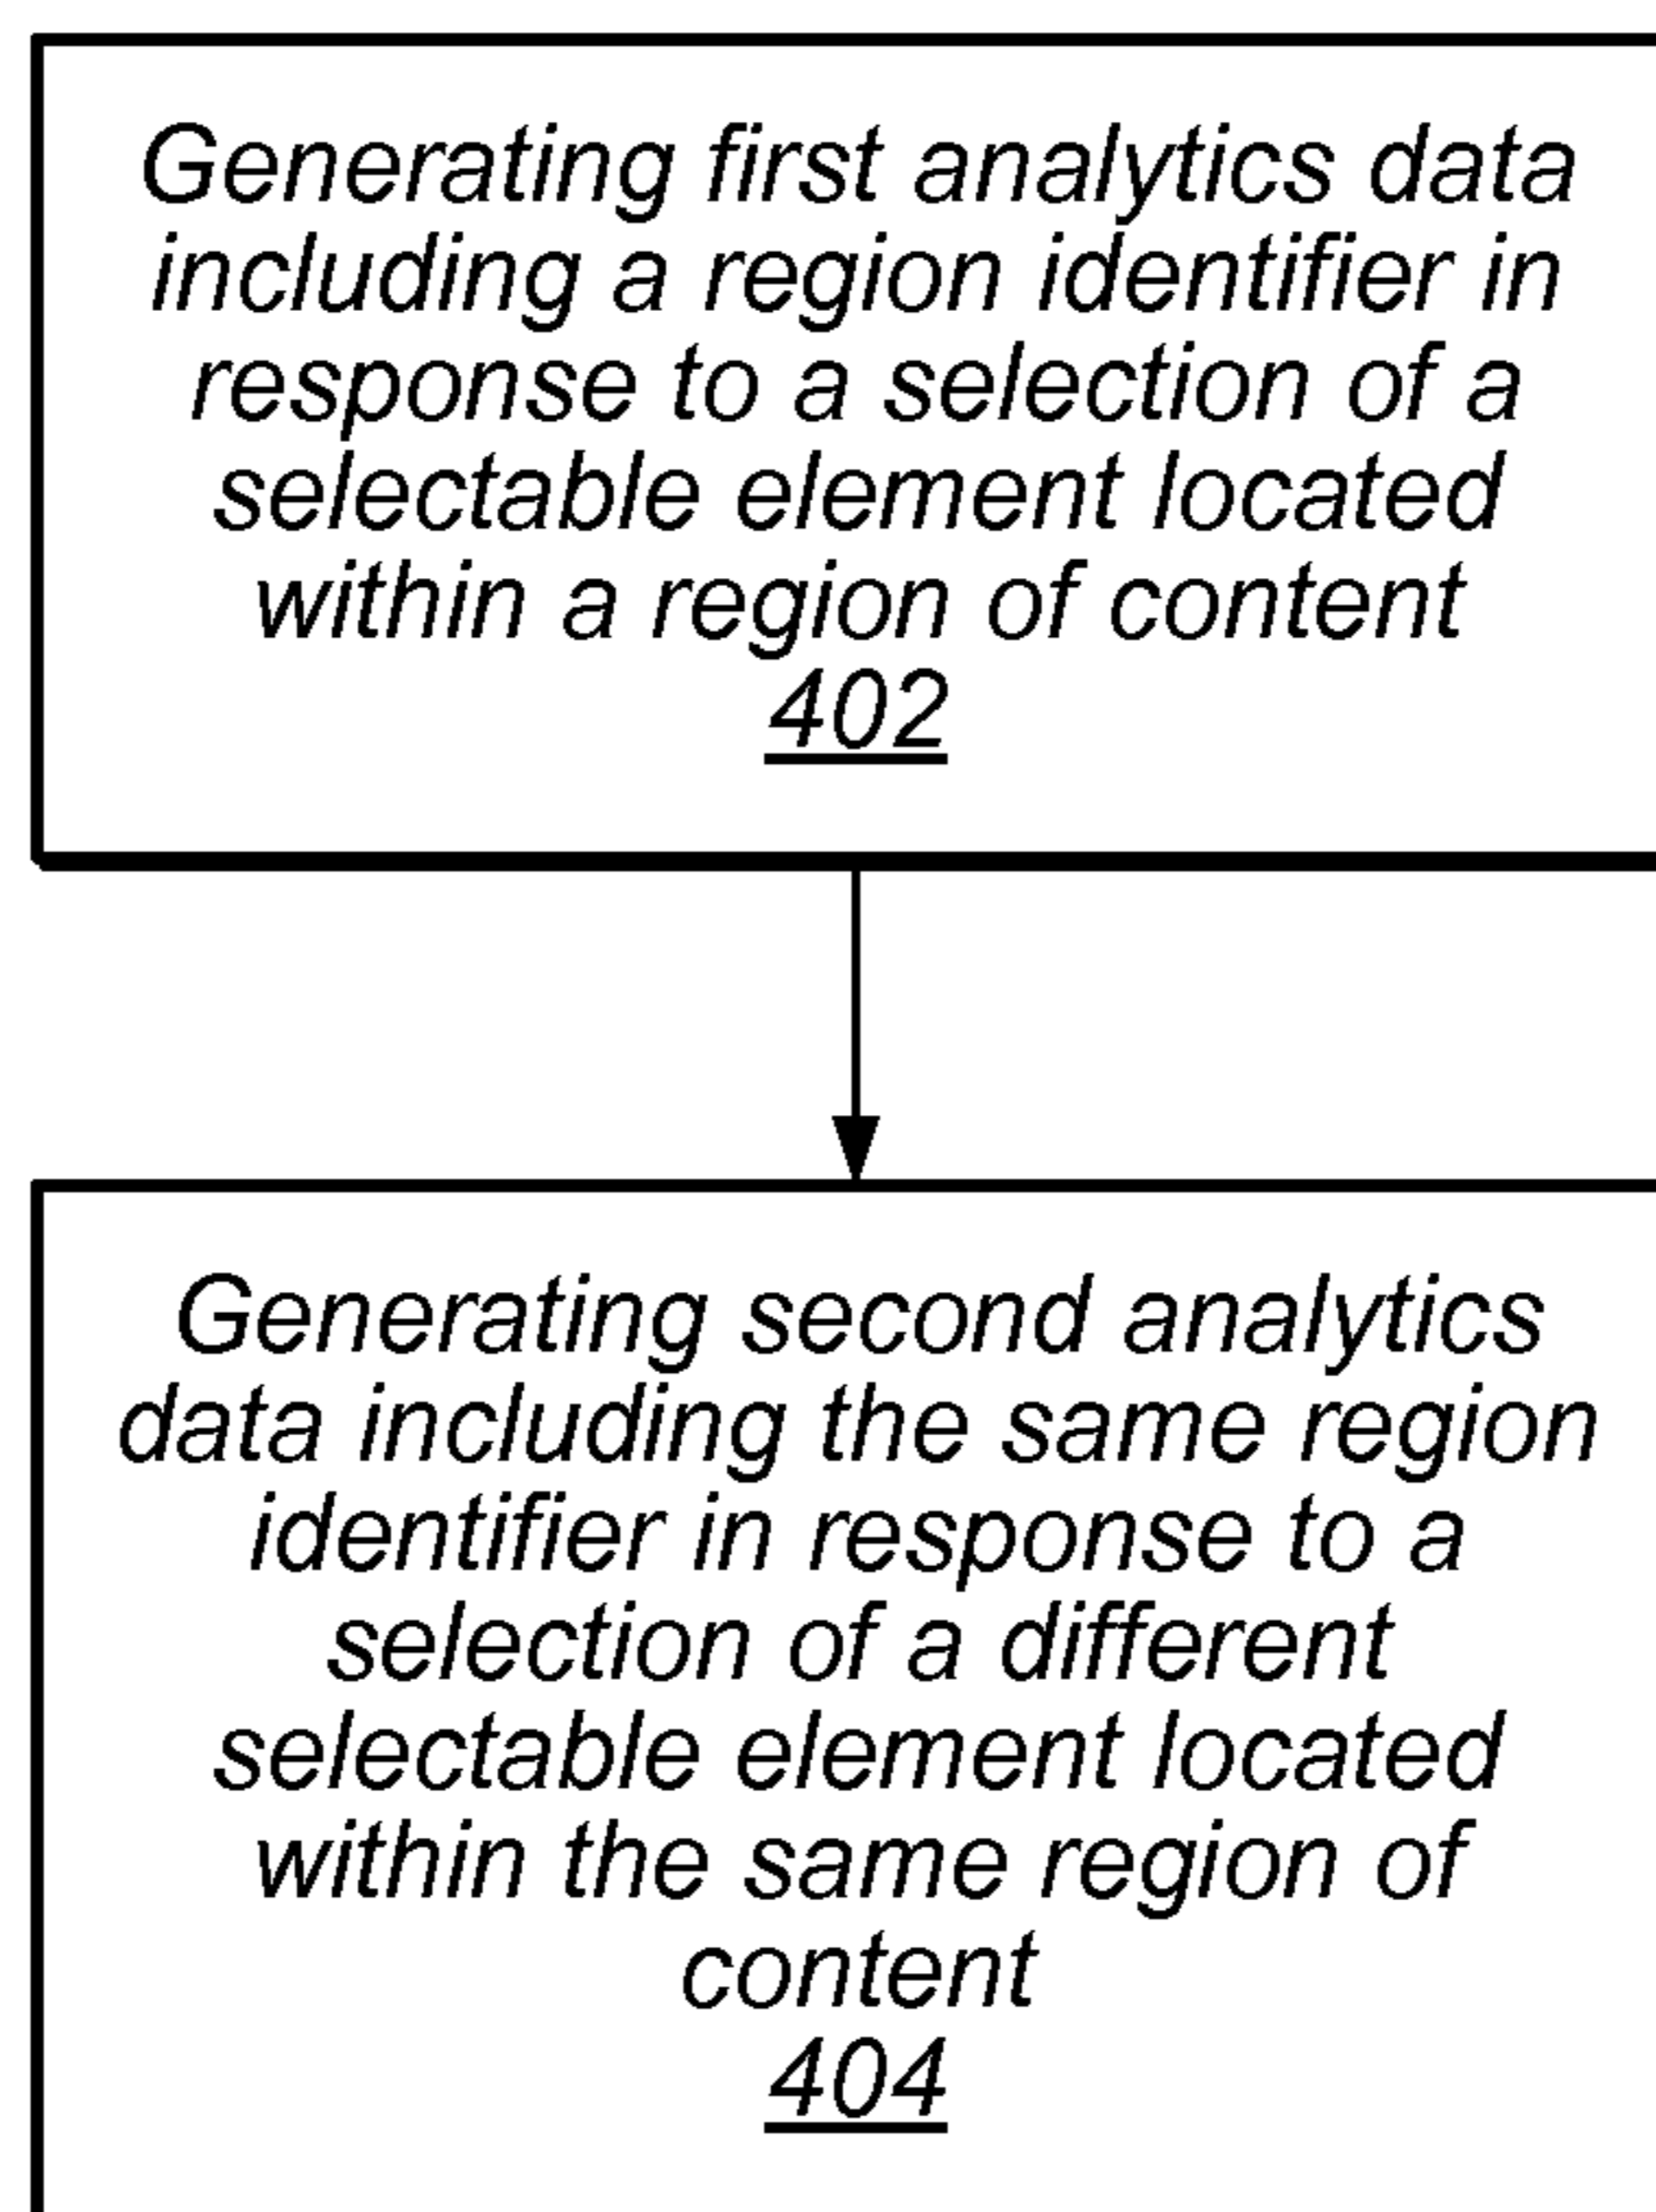 Generating first analytics data
including a region identifier in
response to a selection of a
selectable element located
within a region of content
402
Generating second analytics
data including the same region
identifier in response to a
selection of a different
selectable element located
within the same region of
content
404